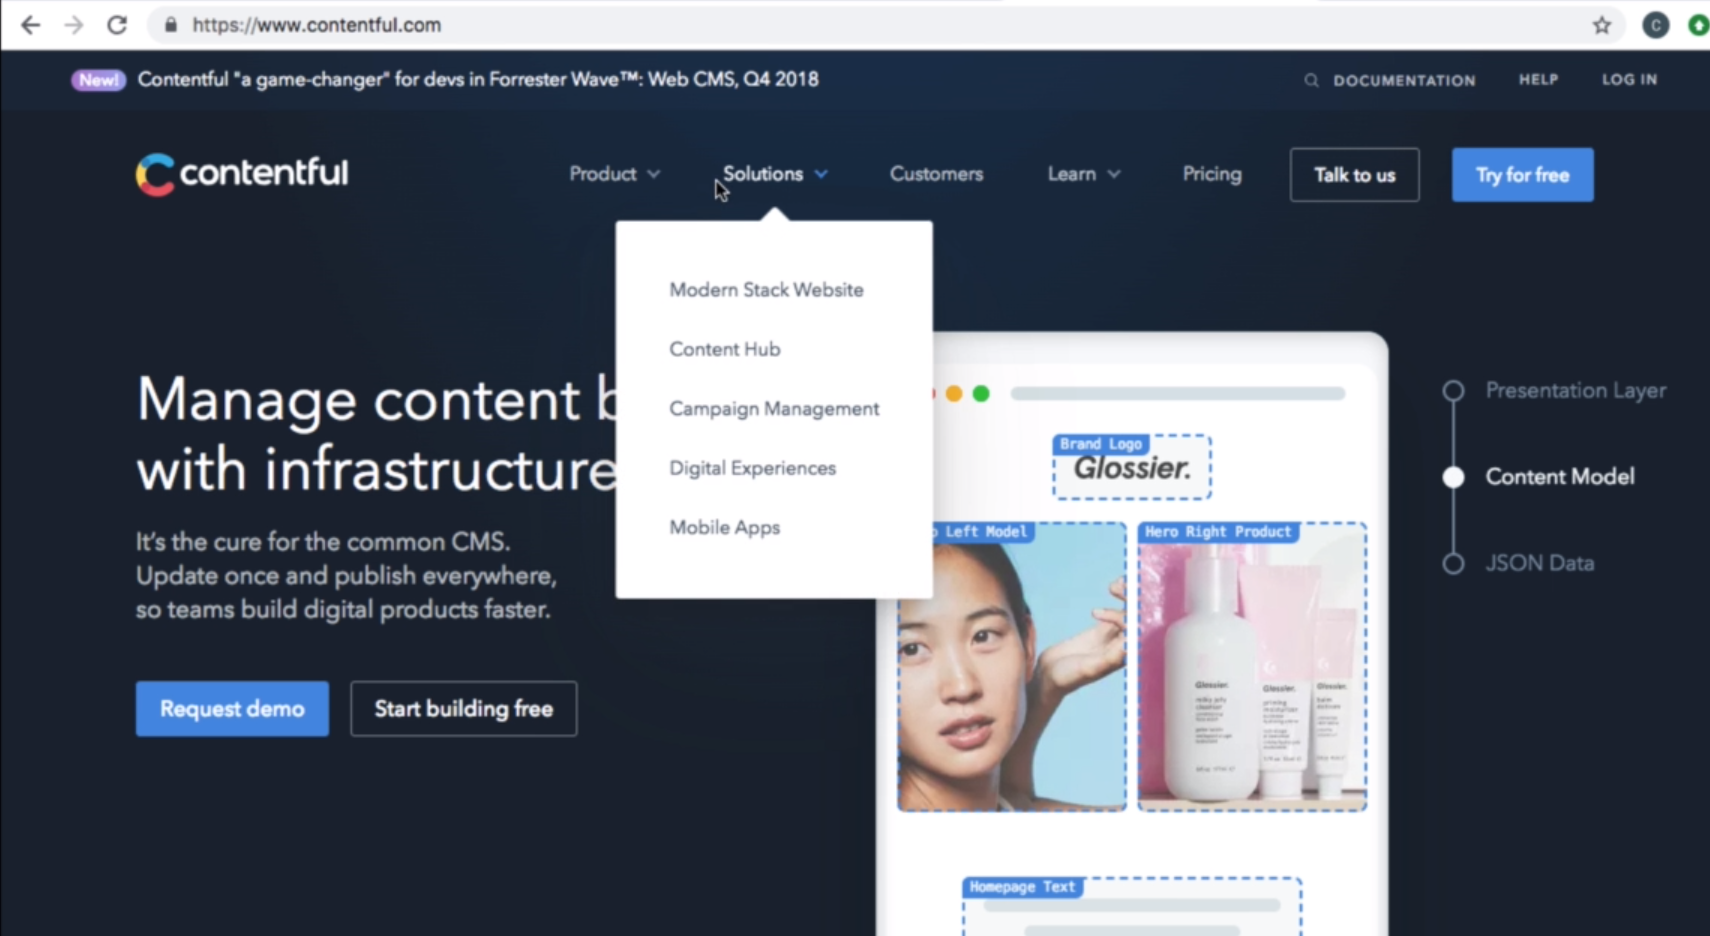 https://www.contentful.com
C
New! Contentful "a game-changer" for devs in Forrester Wave™: Web CMS, Q4 2018
DOCUMENTATION
HELP
LOG IN
contentful
Product
Solutions
Customers
Learn
Pricing
Talk to us
Try for free
Modern Stack Website
Content Hub
Campaign Management
Digital Experiences
Mobile Apps
Manage content
with infrastructure
It's the cure for the common CMS.
Update once and publish everywhere,
so teams build digital products faster.
Request demo
Start building free
Brand Logo
Glossier.
Left Model
Hero Right Product
Glossier.
Glossier.
Glossier.
Homepage Text
Presentation Layer
Content Model
JSON Data